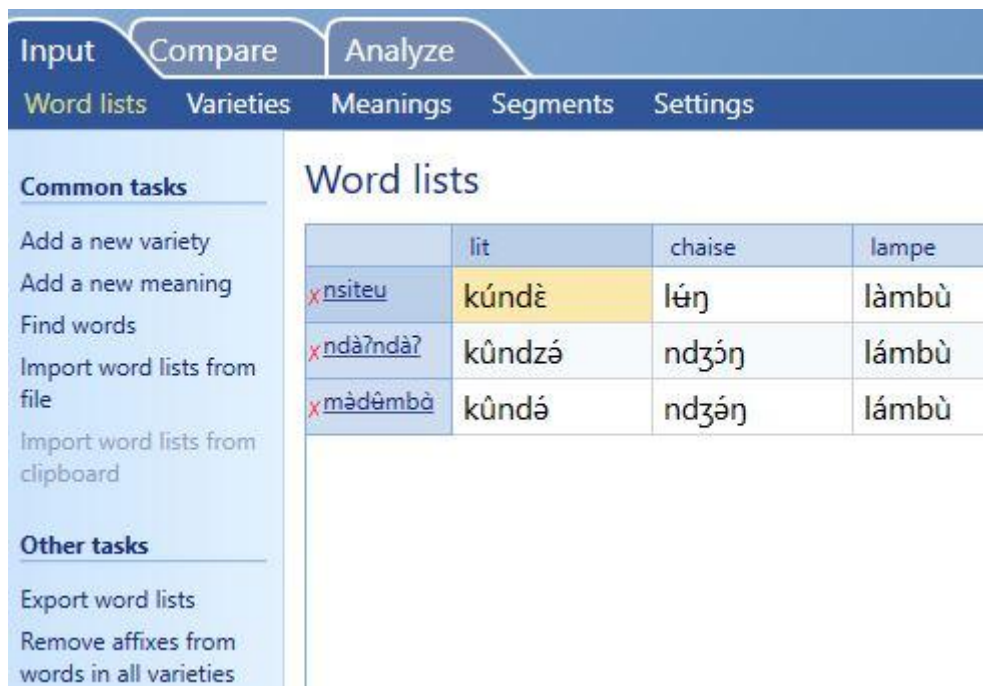 Input Compare Analyze
Word lists Varieties Meanings Segments Settings
Common tasks
Add a new variety
Add a new meaning
Find words
Import word lists from
file
Import word lists from
clipboard
Other tasks
Export word lists
Remove affixes from
words in all varieties
Word lists
lit chaise lampe
x nsiteu kúndɛ̀ lʉ́ŋ làmbù
x ndàʔndàʔ kûndzə́ ndʒɔ́ŋ lámbù
x màdʉ̂mbɑ̀ kûndə́ ndʒə́ŋ lámbù